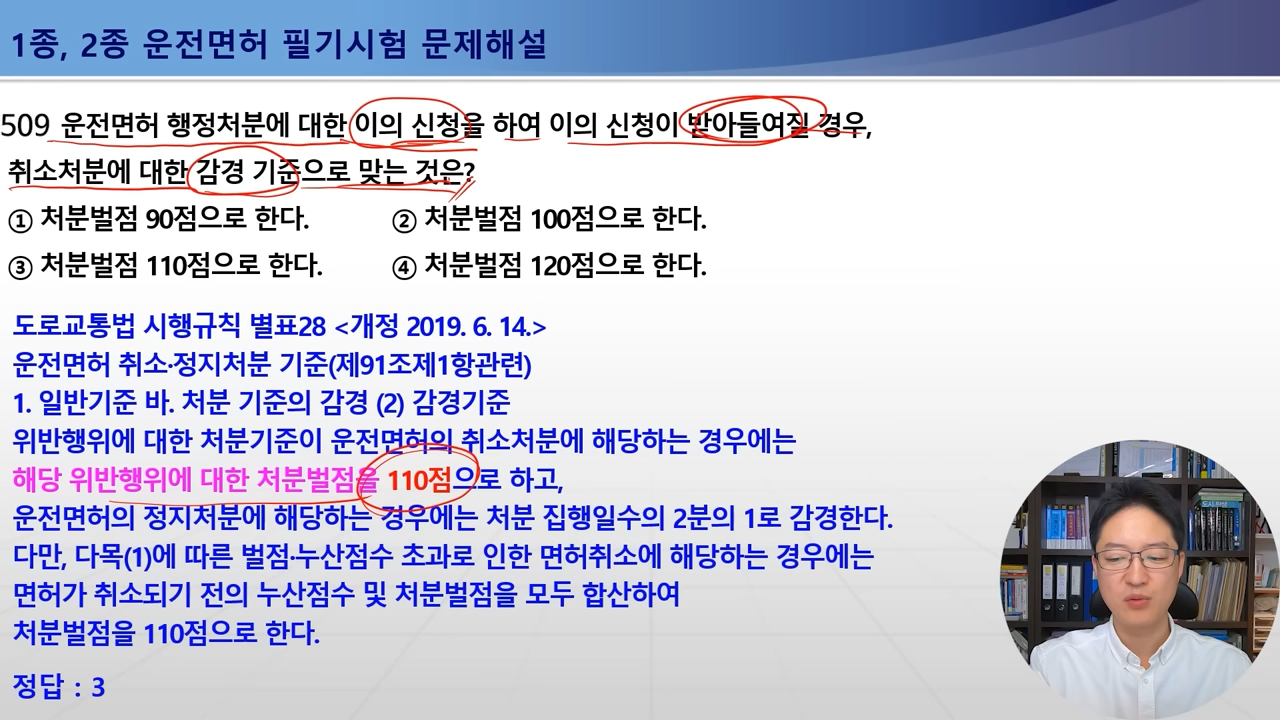 1종, 2종 운전면허 필기시험 문제해설
509 운전면허 행정처분에 대한 이의 신청을 하여 이의 신청이 받아들여질 경우,
취소처분에 대한 감경 기준으로 맞는 것은?
① 처분벌점 90점으로 한다. ② 처분벌점 100점으로 한다.
③ 처분벌점 110점으로 한다. ④ 처분벌점 120점으로 한다.
도로교통법 시행규칙 별표28 <개정 2019. 6. 14.>
운전면허 취소·정지처분 기준(제91조제1항관련)
1. 일반기준 바. 처분 기준의 감경 (2) 감경기준
위반행위에 대한 처분기준이 운전면허의 취소처분에 해당하는 경우에는
해당 위반행위에 대한 처분벌점을 110점으로 하고,
운전면허의 정지처분에 해당하는 경우에는 처분 집행일수의 2분의 1로 감경한다.
다만, 다목(1)에 따른 벌점·누산점수 초과로 인한 면허취소에 해당하는 경우에는
면허가 취소되기 전의 누산점수 및 처분벌점을 모두 합산하여
처분벌점을 110점으로 한다.
정답 : 3